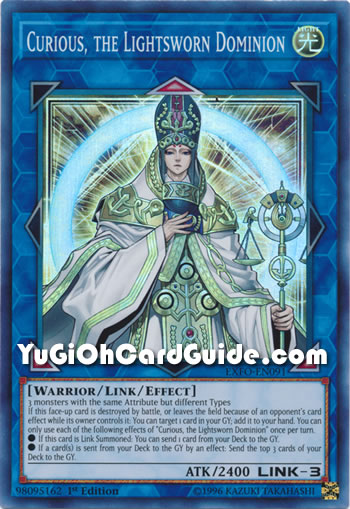 CURIOUS, THE LIGHTSWORN DOMINION
LIGHT
光
YuGiOhCardGuide.com
EXFO-EN091
[WARRIOR/LINK/EFFECT]
3 monsters with the same Attribute but different Types
If this face-up card is destroyed by battle, or leaves the field because of an opponent's card
effect while its owner controls it: You can target 1 card in your GY; add it to your hand. You can
only use each of the following effects of "Curious, the Lightsworn Dominion" once per turn.
● If this card is Link Summoned: You can send 1 card from your Deck to the GY.
● If a card(s) is sent from your Deck to the GY by an effect: Send the top 3 cards of your
Deck to the GY.
ATK/2400 LINK-3
98095162 1st Edition ©1996 KAZUKI TAKAHASHI